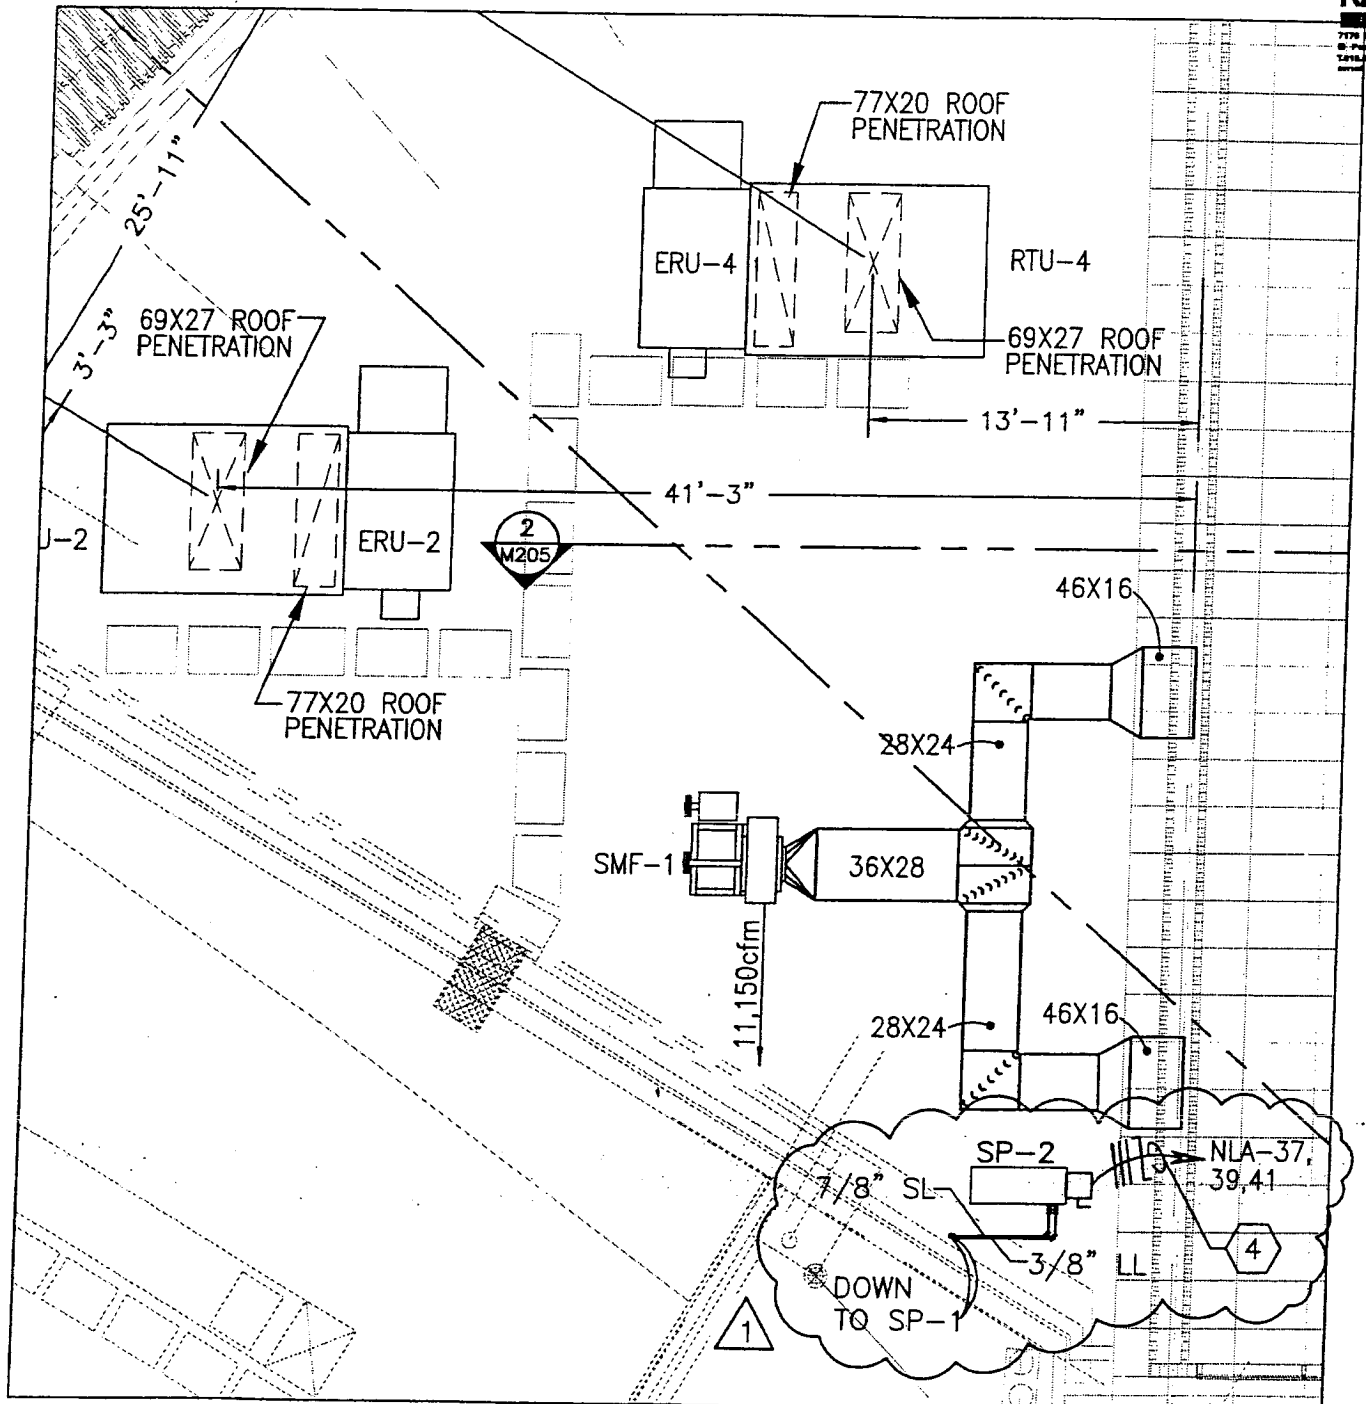 77X20 ROOF
PENETRATION
25'-11"
ERU-4
RTU-4
69X27 ROOF
PENETRATION
3'-3"
69X27 ROOF
PENETRATION
13'-11"
41'-3"
J-2
ERU-2
2
M205
46X16
77X20 ROOF
PENETRATION
28X24
SMF-1
36X28
11,150cfm
28X24
46X16
SP-2
NLA-37,
39,41
7/8" SL
3/8" LL
4
DOWN
TO SP-1
1